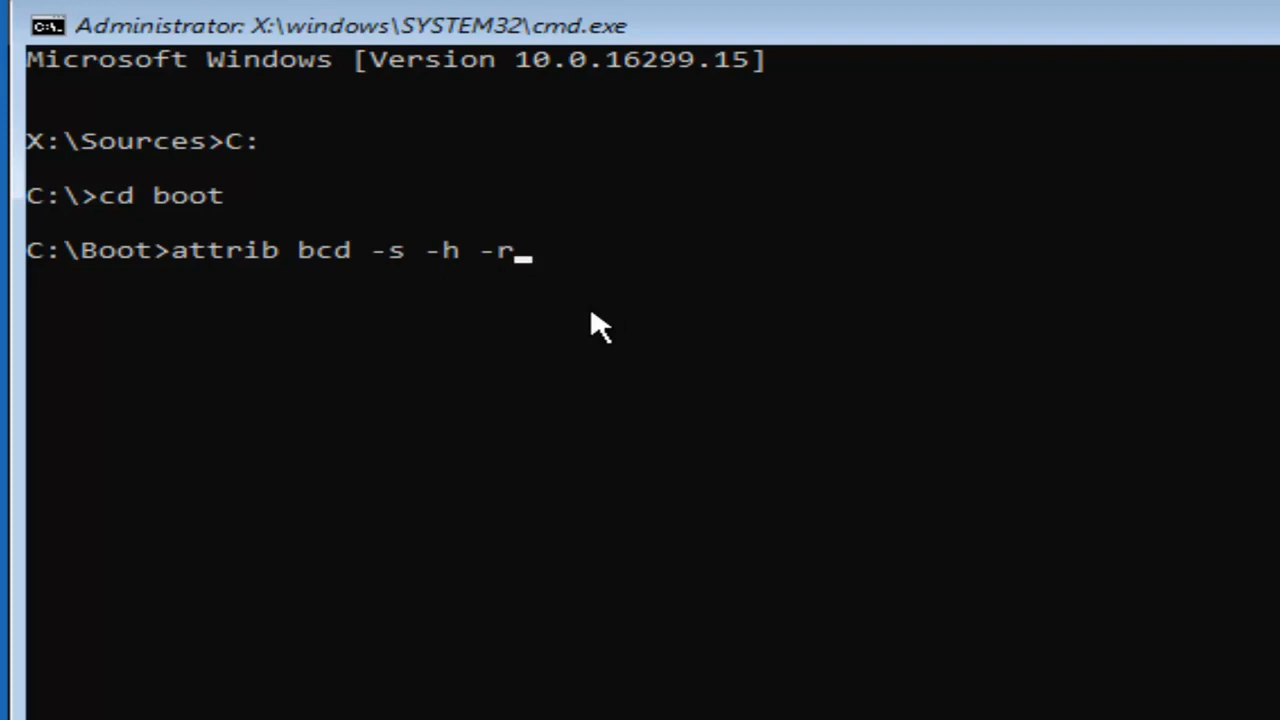 Administrator: X:\windows\SYSTEM32\cmd.exe
Microsoft Windows [Version 10.0.16299.15]
X:\Sources>C:
C:\>cd boot
C:\Boot>attrib bcd -s -h -r